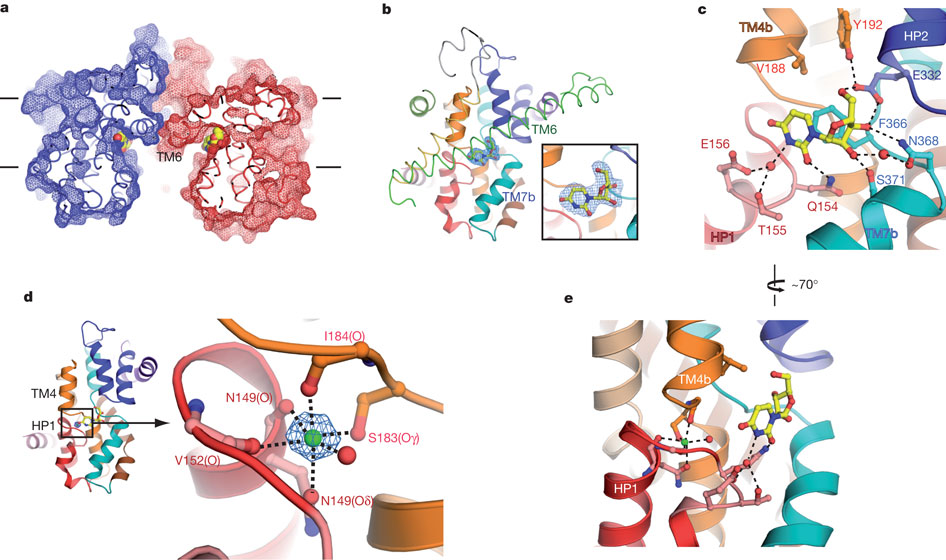 a
TM6
b
TM6
TM7b
c
TM4b
Y192
HP2
V188
E332
F366
E156
N368
S371
Q154
T155
HP1
TM7b
~70°
d
TM4
HP1
I184(O)
N149(O)
S183(Oγ)
V152(O)
N149(Oδ)
e
TM4b
HP1